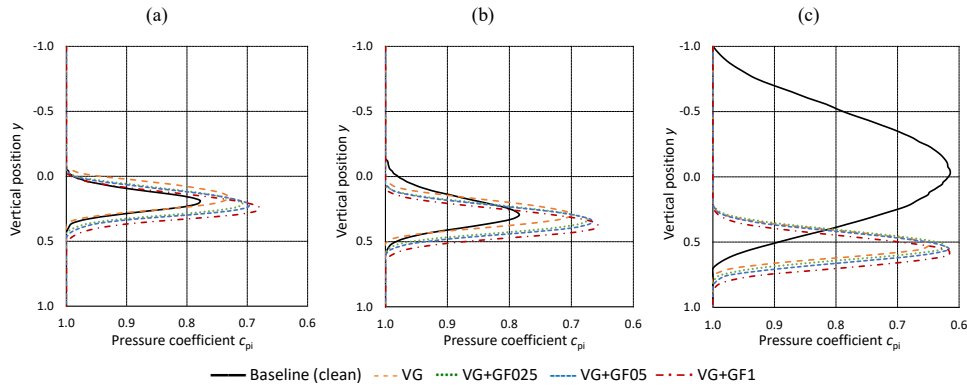 (a) (b) (c)
-1.0 -1.0 -1.0
-0.5 -0.5 -0.5
0.0 0.0 0.0
0.5 0.5 0.5
1.0 1.0 1.0
Vertical position y Vertical position y Vertical position y
1.0 0.9 0.8 0.7 0.6 1.0 0.9 0.8 0.7 0.6 1.0 0.9 0.8 0.7 0.6
Pressure coefficient cpi Pressure coefficient cpi Pressure coefficient cpi
Baseline (clean) VG VG+GF025 VG+GF05 VG+GF1